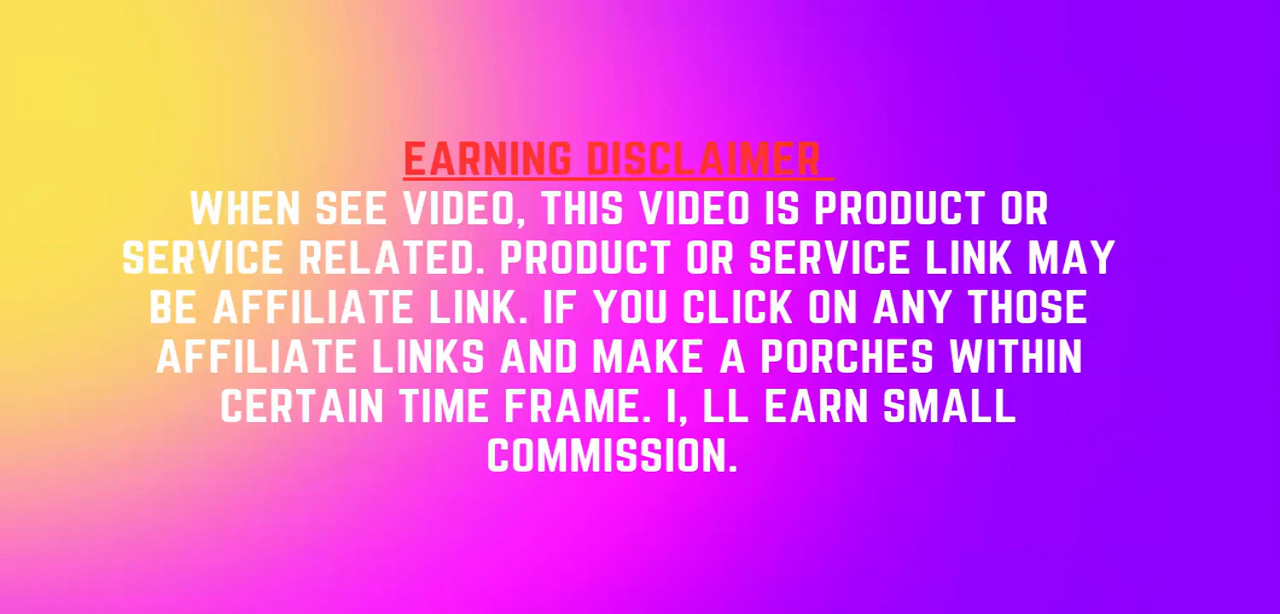 EARNING DISCLAIMER
WHEN SEE VIDEO, THIS VIDEO IS PRODUCT OR
SERVICE RELATED. PRODUCT OR SERVICE LINK MAY
BE AFFILIATE LINK. IF YOU CLICK ON ANY THOSE
AFFILIATE LINKS AND MAKE A PORCHES WITHIN
CERTAIN TIME FRAME. I, LL EARN SMALL
COMMISSION.